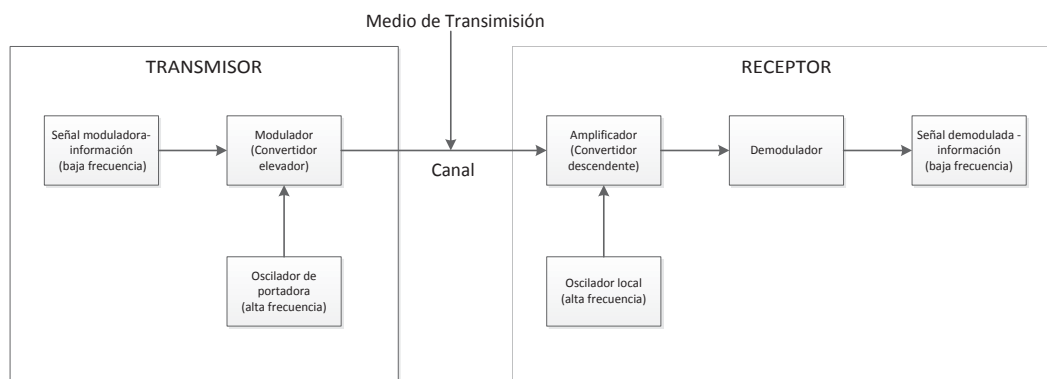 Medio de Transimisión
TRANSMISOR
Señal moduladora-
información
(baja frecuencia)
Modulador
(Convertidor
elevador)
Oscilador de
portadora
(alta frecuencia)
Canal
RECEPTOR
Amplificador
(Convertidor
descendente)
Demodulador
Señal demodulada -
información
(baja frecuencia)
Oscilador local
(alta frecuencia)